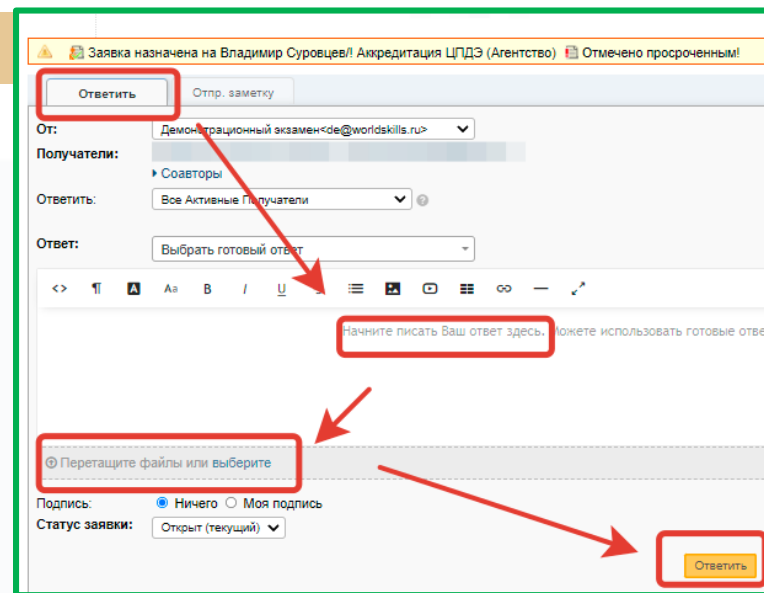 Заявка назначена на Владимир Суровцев/! Аккредитация ЦПДЭ (Агентство) Отмечено просроченным!
Ответить Отпр. заметку
От: Демонстрационный экзамен<de@worldskills.ru>
Получатели:
Соавторы
Ответить: Все Активные Получатели
Ответ: Выбрать готовый ответ
<> ¶ A Aa B I U S
Начните писать Ваш ответ здесь. Можете использовать готовые отве
Перетащите файлы или выберите
Подпись: Ничего Моя подпись
Статус заявки: Открыт (текущий)
Ответить